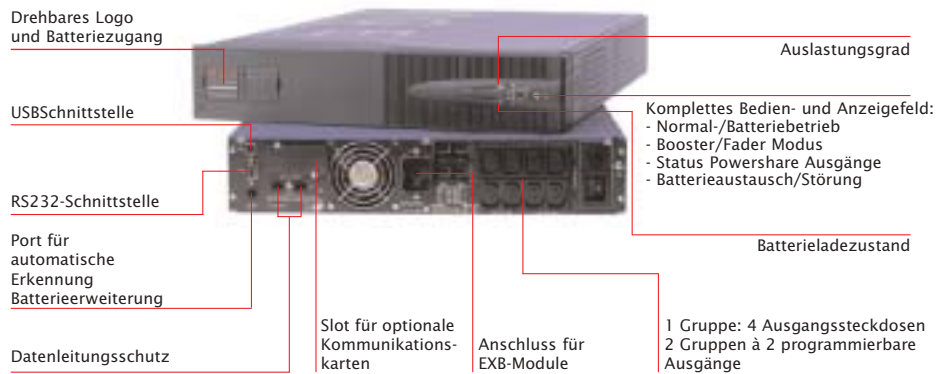 Drehbares Logo
und Batteriezugang
USBSchnittstelle
RS232-Schnittstelle
Port für
automatische
Erkennung
Batterieerweiterung
Datenleitungsschutz
Slot für optionale
Kommunikations-
karten
Anschluss für
EXB-Module
Auslastungsgrad
Komplettes Bedien- und Anzeigefeld:
- Normal-/Batteriebetrieb
- Booster/Fader Modus
- Status Powershare Ausgänge
- Batterieaustausch/Störung
Batterieladezustand
1 Gruppe: 4 Ausgangssteckdosen
2 Gruppen à 2 programmierbare
Ausgänge